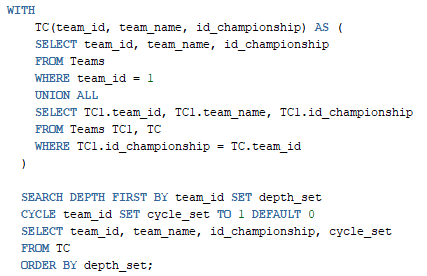 WITH
TC(team_id, team_name, id_championship) AS (
SELECT team_id, team_name, id_championship
FROM Teams
WHERE team_id = 1
UNION ALL
SELECT TC1.team_id, TC1.team_name, TC1.id_championship
FROM Teams TC1, TC
WHERE TC1.id_championship = TC.team_id
)
SEARCH DEPTH FIRST BY team_id SET depth_set
CYCLE team_id SET cycle_set TO 1 DEFAULT 0
SELECT team_id, team_name, id_championship, cycle_set
FROM TC
ORDER BY depth_set;